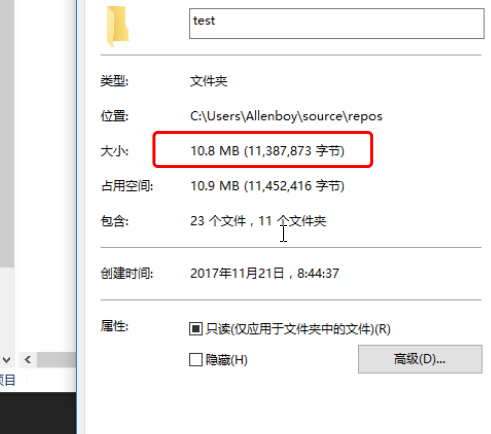 test
类型: 文件夹
位置: C:\Users\Allenboy\source\repos
大小: 10.8 MB (11,387,873 字节)
占用空间: 10.9 MB (11,452,416 字节)
包含: 23 个文件，11 个文件夹
创建时间: 2017年11月21日，8:44:37
属性: 只读(仅应用于文件夹中的文件)(R)
隐藏(H)
高级(D)...
项目